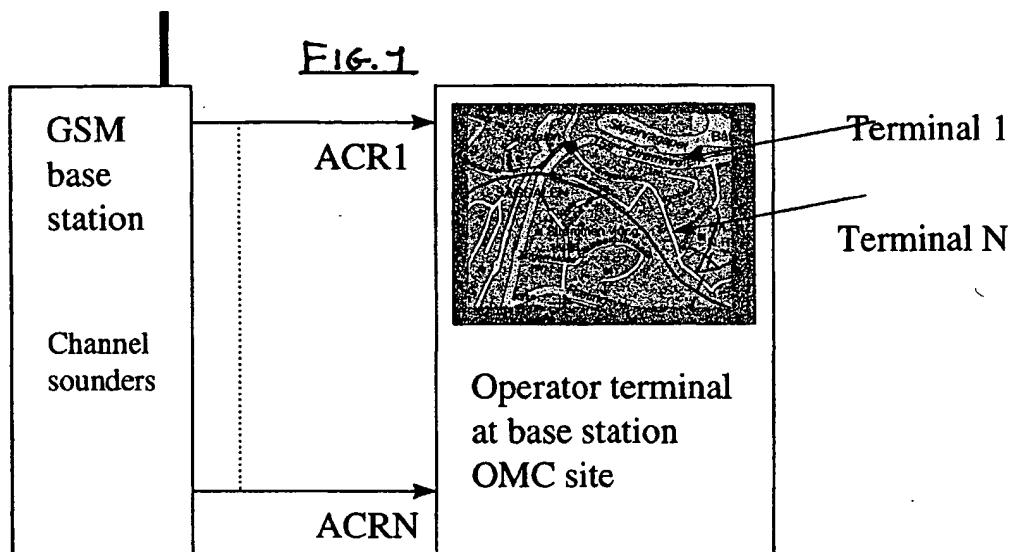 FIG. 7
GSM
base
station
Channel
sounders
ACR1
ACRN
Terminal 1
Terminal N
Operator terminal
at base station
OMC site